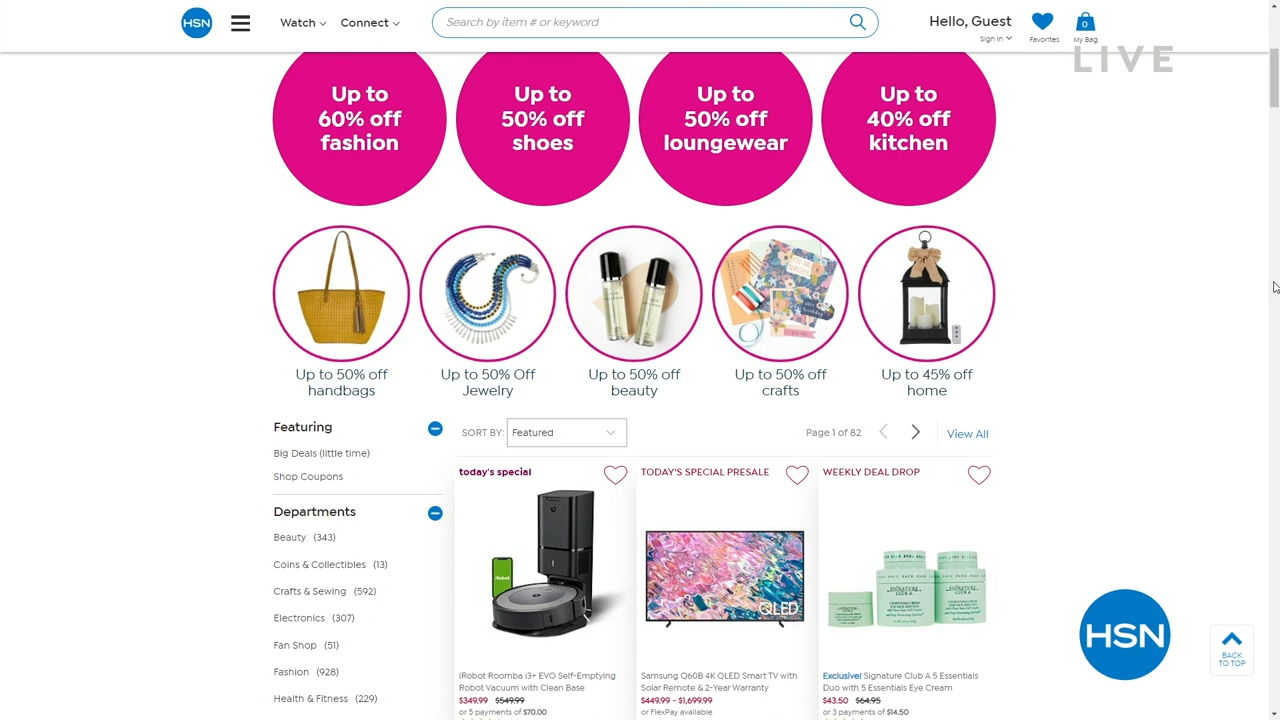 HSN
Watch
Connect
Search by item # or keyword
Hello, Guest
Sign In
Favorites
0
My Bag
LIVE
Up to
60% off
fashion
Up to
50% off
shoes
Up to
50% off
loungewear
Up to
40% off
kitchen
Up to 50% off
handbags
Up to 50% Off
Jewelry
Up to 50% off
beauty
Up to 50% off
crafts
Up to 45% off
home
Featuring
Big Deals (little time)
Shop Coupons
SORT BY:
Featured
Page 1 of 82
View All
Departments
Beauty (343)
Coins & Collectibles (13)
Crafts & Sewing (592)
Electronics (307)
Fan Shop (51)
Fashion (928)
Health & Fitness (229)
today's special
iRobot Roomba i3+ EVO Self-Emptying
Robot Vacuum with Clean Base
$349.99 $549.99
or 5 payments of $70.00
TODAY'S SPECIAL PRESALE
QLED
Samsung Q60B 4K QLED Smart TV with
Solar Remote & 2-Year Warranty
$449.99 - $1,699.99
or FlexPay available
WEEKLY DEAL DROP
SIGNATURE
CLUB A
Exclusive! Signature Club A 5 Essentials
Duo with 5 Essentials Eye Cream
$43.50 $64.95
or 3 payments of $14.50
HSN
BACK
TO TOP